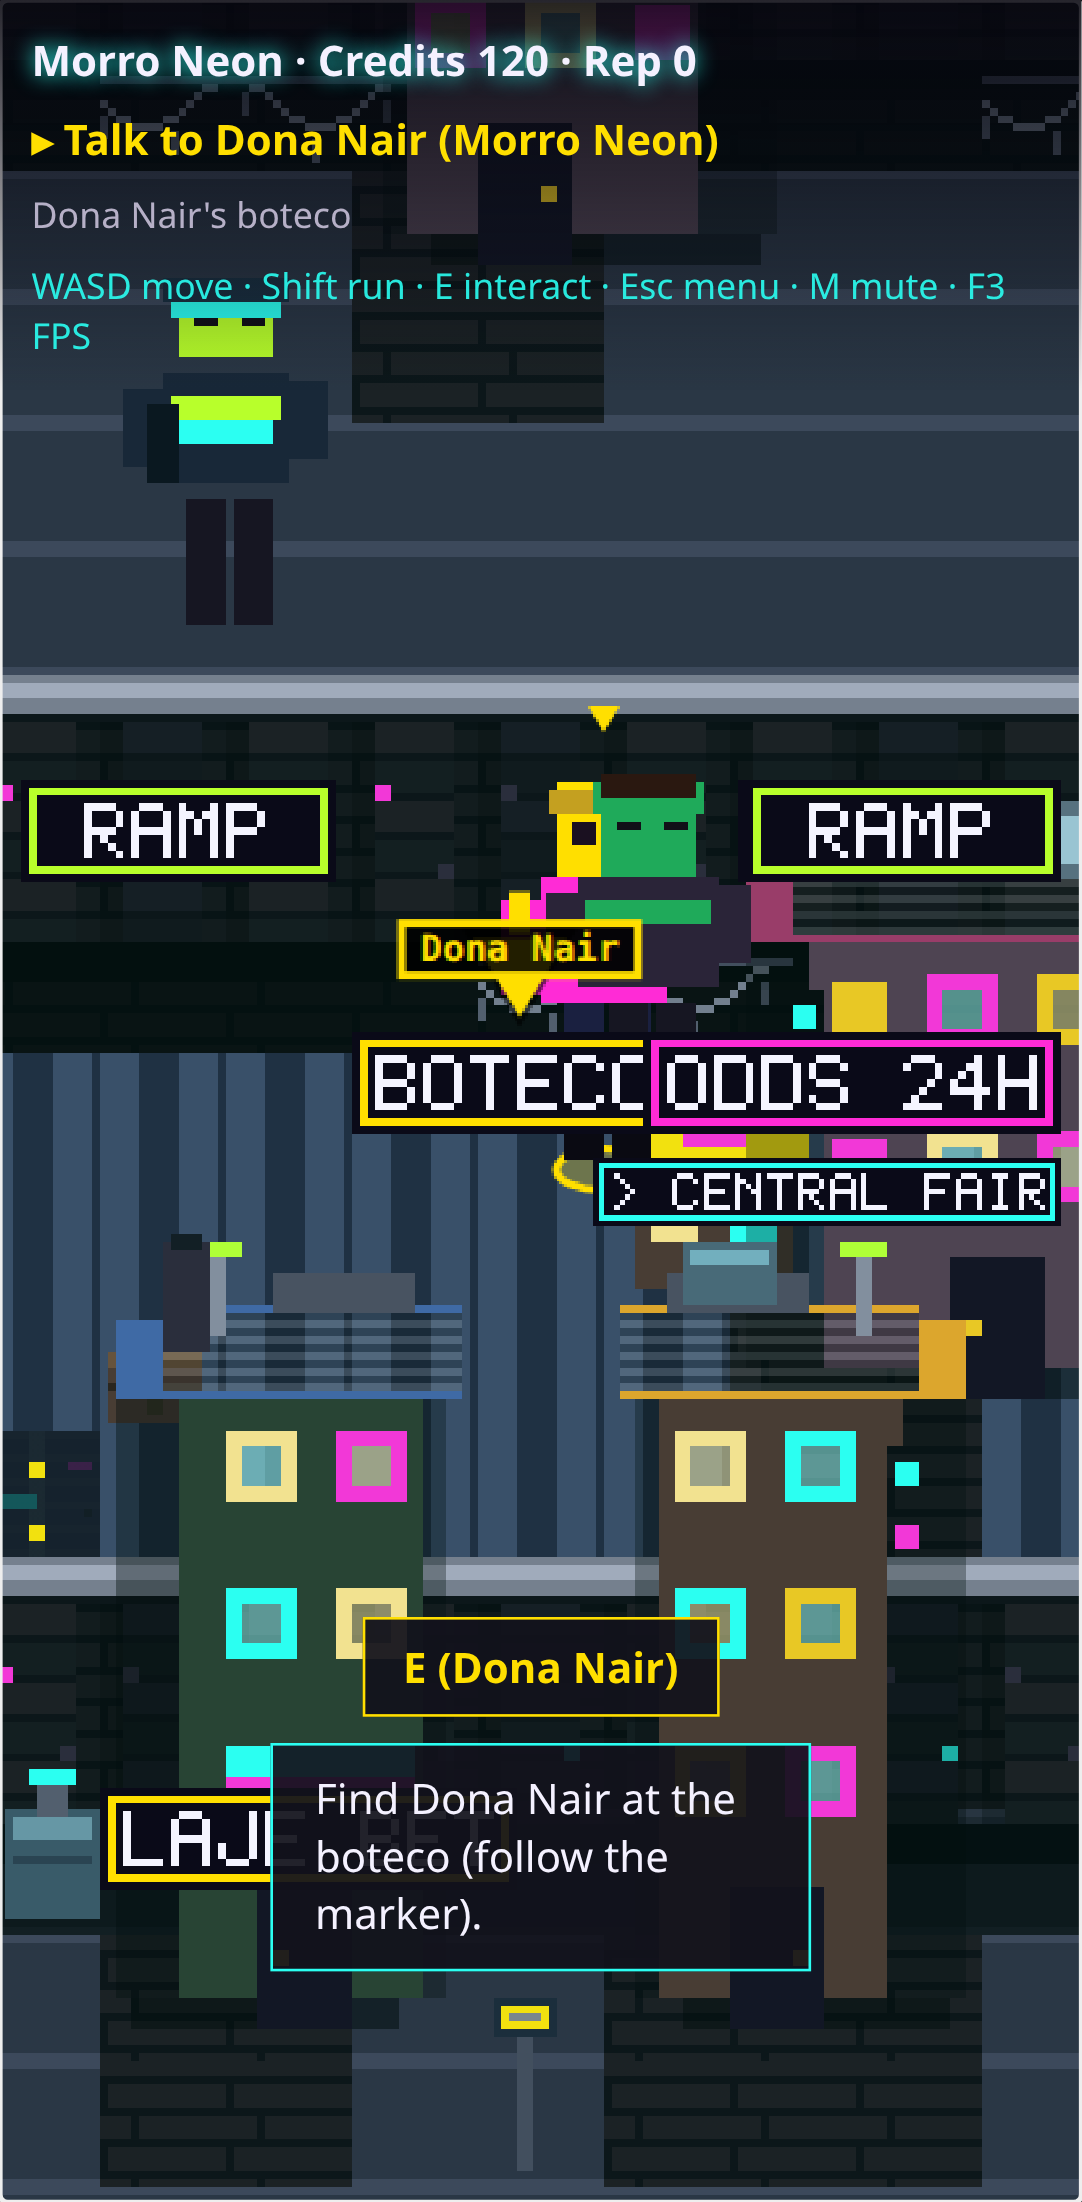 Morro Neon · Credits 120 · Rep 0
▸ Talk to Dona Nair (Morro Neon)
Dona Nair's boteco
WASD move · Shift run · E interact · Esc menu · M mute · F3
FPS
RAMP
RAMP
Dona Nair
BOTECO
ODDS 24H
> CENTRAL FAIR
E (Dona Nair)
Find Dona Nair at the
boteco (follow the
marker).
LAJE BET